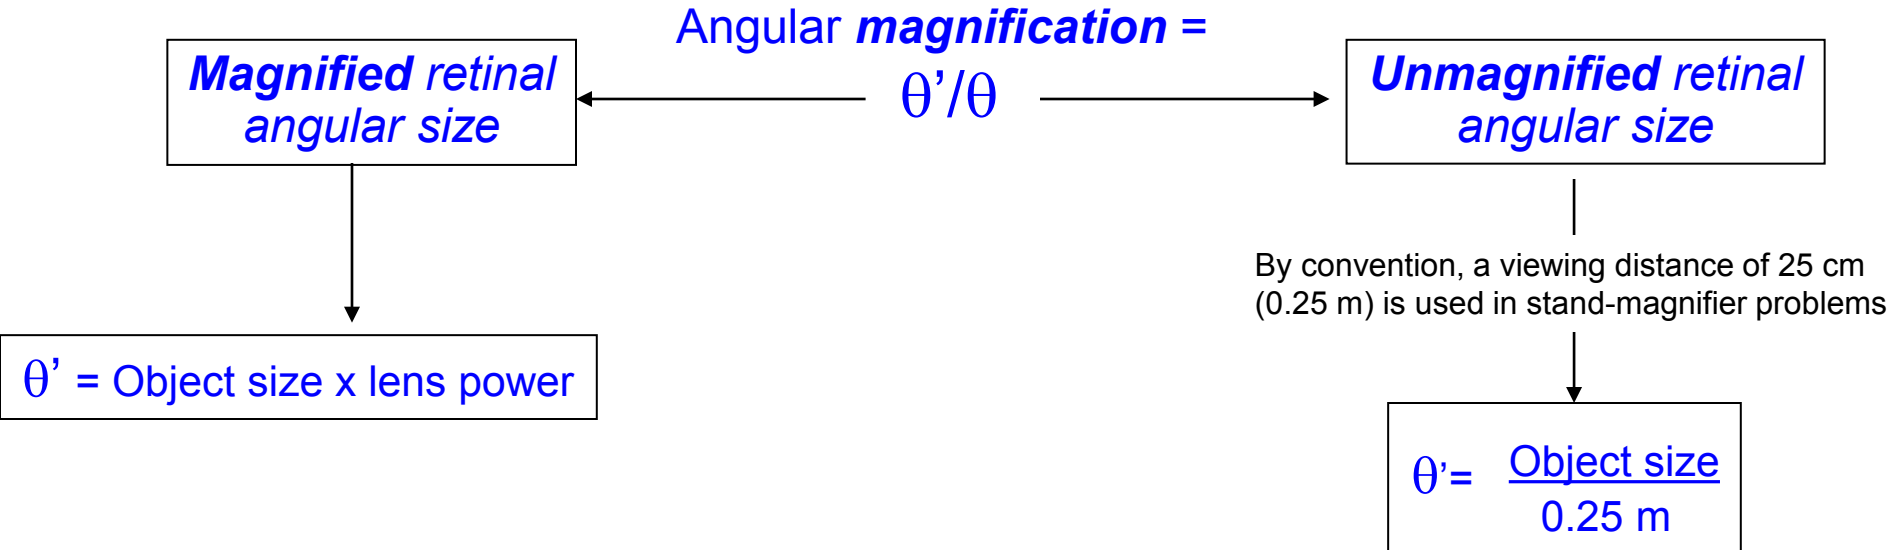 Angular magnification =
θ’/θ
Magnified retinal
angular size
Unmagnified retinal
angular size
By convention, a viewing distance of 25 cm
(0.25 m) is used in stand-magnifier problems
θ’ = Object size x lens power
θ’= Object size
0.25 m